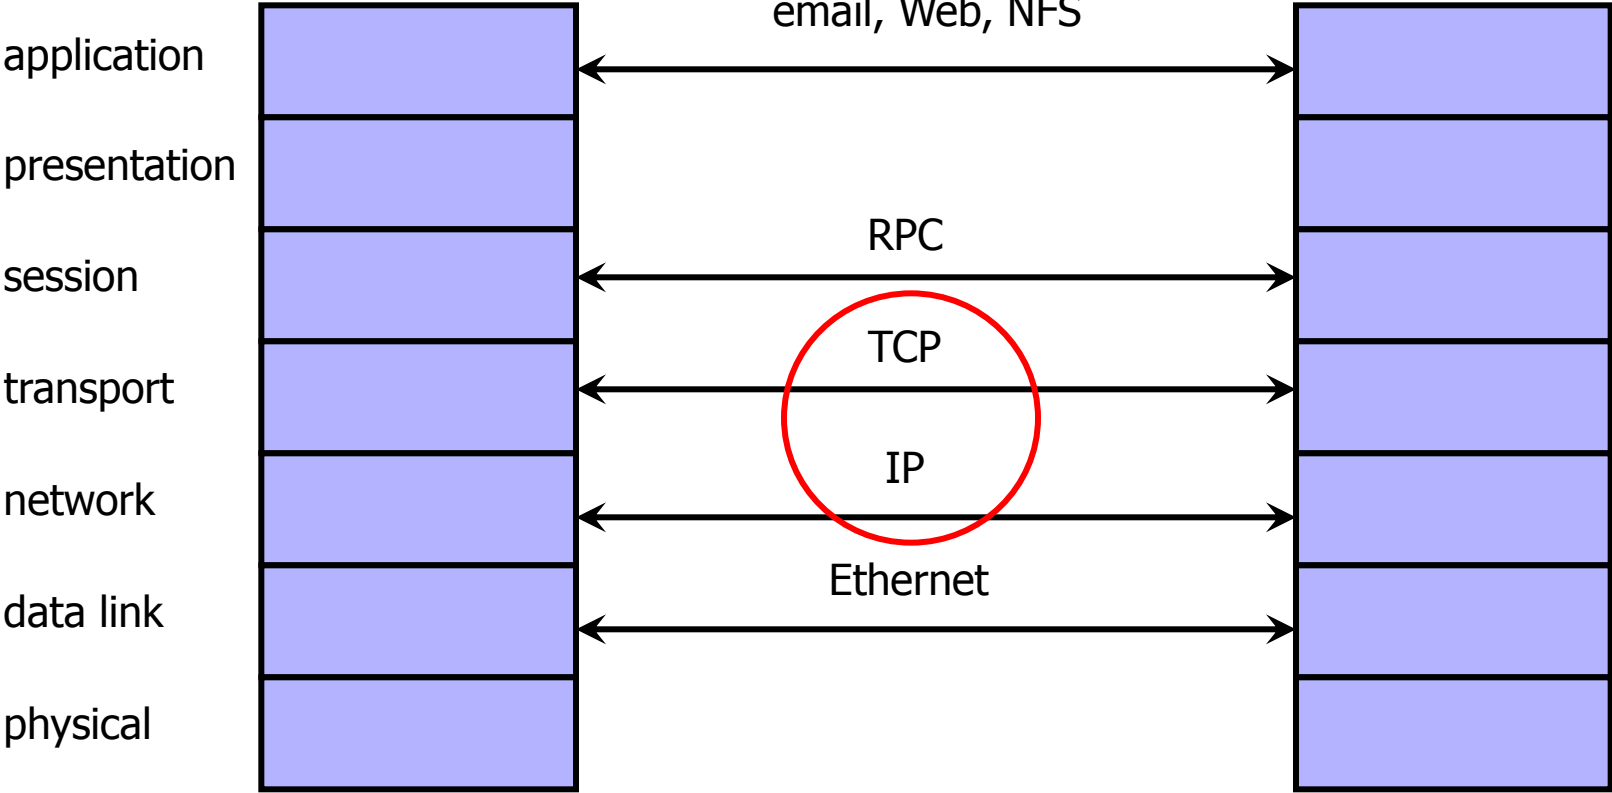 email, Web, NFS
application
presentation
RPC
session
TCP
transport
IP
network
Ethernet
data link
physical